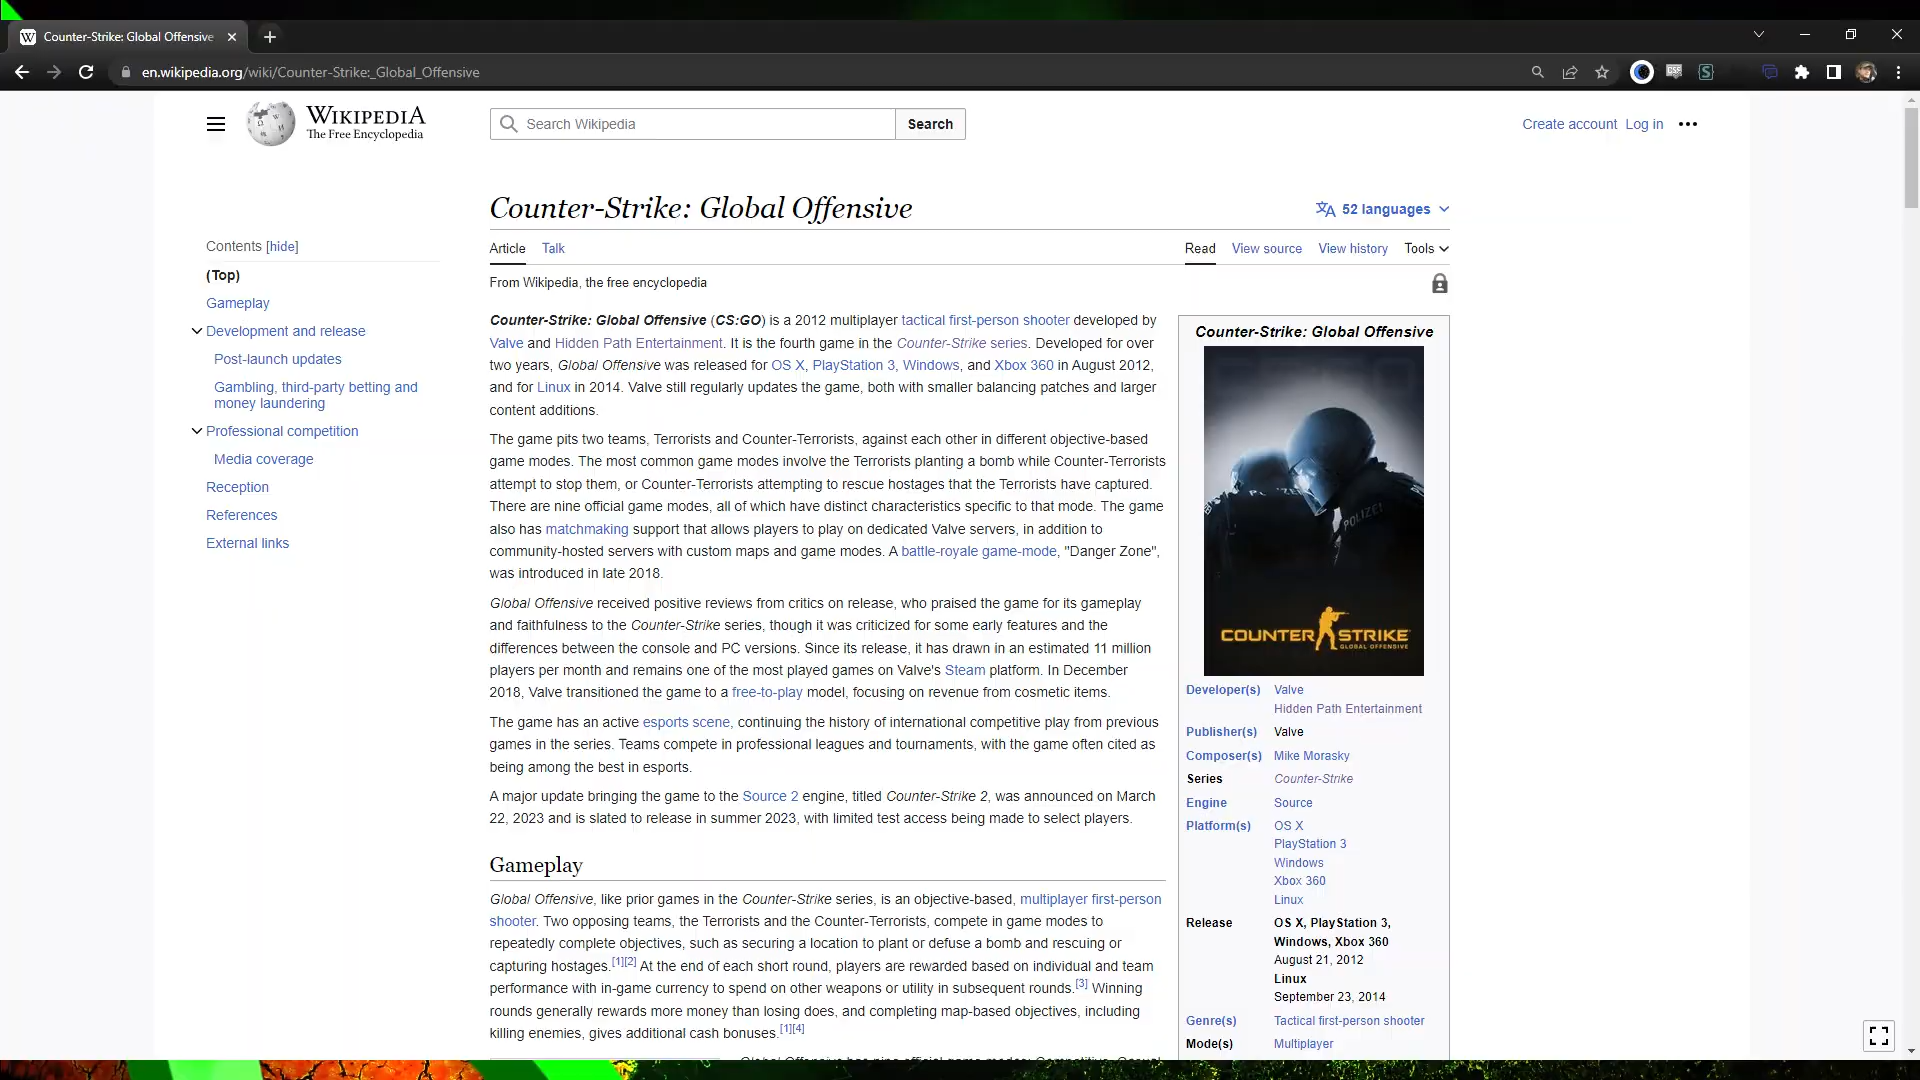 Counter-Strike: Global Offensive
en.wikipedia.org/wiki/Counter-Strike:_Global_Offensive
WIKIPEDIA
The Free Encyclopedia
Search Wikipedia
Search
Create account Log in
Counter-Strike: Global Offensive
52 languages
Article Talk
Read View source View history Tools
From Wikipedia, the free encyclopedia
Contents [hide]
(Top)
Gameplay
Development and release
Post-launch updates
Gambling, third-party betting and
money laundering
Professional competition
Media coverage
Reception
References
External links
Counter-Strike: Global Offensive (CS:GO) is a 2012 multiplayer tactical first-person shooter developed by
Valve and Hidden Path Entertainment. It is the fourth game in the Counter-Strike series. Developed for over
two years, Global Offensive was released for OS X, PlayStation 3, Windows, and Xbox 360 in August 2012,
and for Linux in 2014. Valve still regularly updates the game, both with smaller balancing patches and larger
content additions.
The game pits two teams, Terrorists and Counter-Terrorists, against each other in different objective-based
game modes. The most common game modes involve the Terrorists planting a bomb while Counter-Terrorists
attempt to stop them, or Counter-Terrorists attempting to rescue hostages that the Terrorists have captured.
There are nine official game modes, all of which have distinct characteristics specific to that mode. The game
also has matchmaking support that allows players to play on dedicated Valve servers, in addition to
community-hosted servers with custom maps and game modes. A battle-royale game-mode, "Danger Zone",
was introduced in late 2018.
Global Offensive received positive reviews from critics on release, who praised the game for its gameplay
and faithfulness to the Counter-Strike series, though it was criticized for some early features and the
differences between the console and PC versions. Since its release, it has drawn in an estimated 11 million
players per month and remains one of the most played games on Valve's Steam platform. In December
2018, Valve transitioned the game to a free-to-play model, focusing on revenue from cosmetic items.
The game has an active esports scene, continuing the history of international competitive play from previous
games in the series. Teams compete in professional leagues and tournaments, with the game often cited as
being among the best in esports.
A major update bringing the game to the Source 2 engine, titled Counter-Strike 2, was announced on March
22, 2023 and is slated to release in summer 2023, with limited test access being made to select players.
Gameplay
Global Offensive, like prior games in the Counter-Strike series, is an objective-based, multiplayer first-person
shooter. Two opposing teams, the Terrorists and the Counter-Terrorists, compete in game modes to
repeatedly complete objectives, such as securing a location to plant or defuse a bomb and rescuing or
capturing hostages.[1][2] At the end of each short round, players are rewarded based on individual and team
performance with in-game currency to spend on other weapons or utility in subsequent rounds.[3] Winning
rounds generally rewards more money than losing does, and completing map-based objectives, including
killing enemies, gives additional cash bonuses.[1][4]
Counter-Strike: Global Offensive
POLIZEI
COUNTER STRIKE
GLOBAL OFFENSIVE
Developer(s) Valve
Hidden Path Entertainment
Publisher(s) Valve
Composer(s) Mike Morasky
Series Counter-Strike
Engine Source
Platform(s) OS X
PlayStation 3
Windows
Xbox 360
Linux
Release OS X, PlayStation 3,
Windows, Xbox 360
August 21, 2012
Linux
September 23, 2014
Genre(s) Tactical first-person shooter
Mode(s) Multiplayer